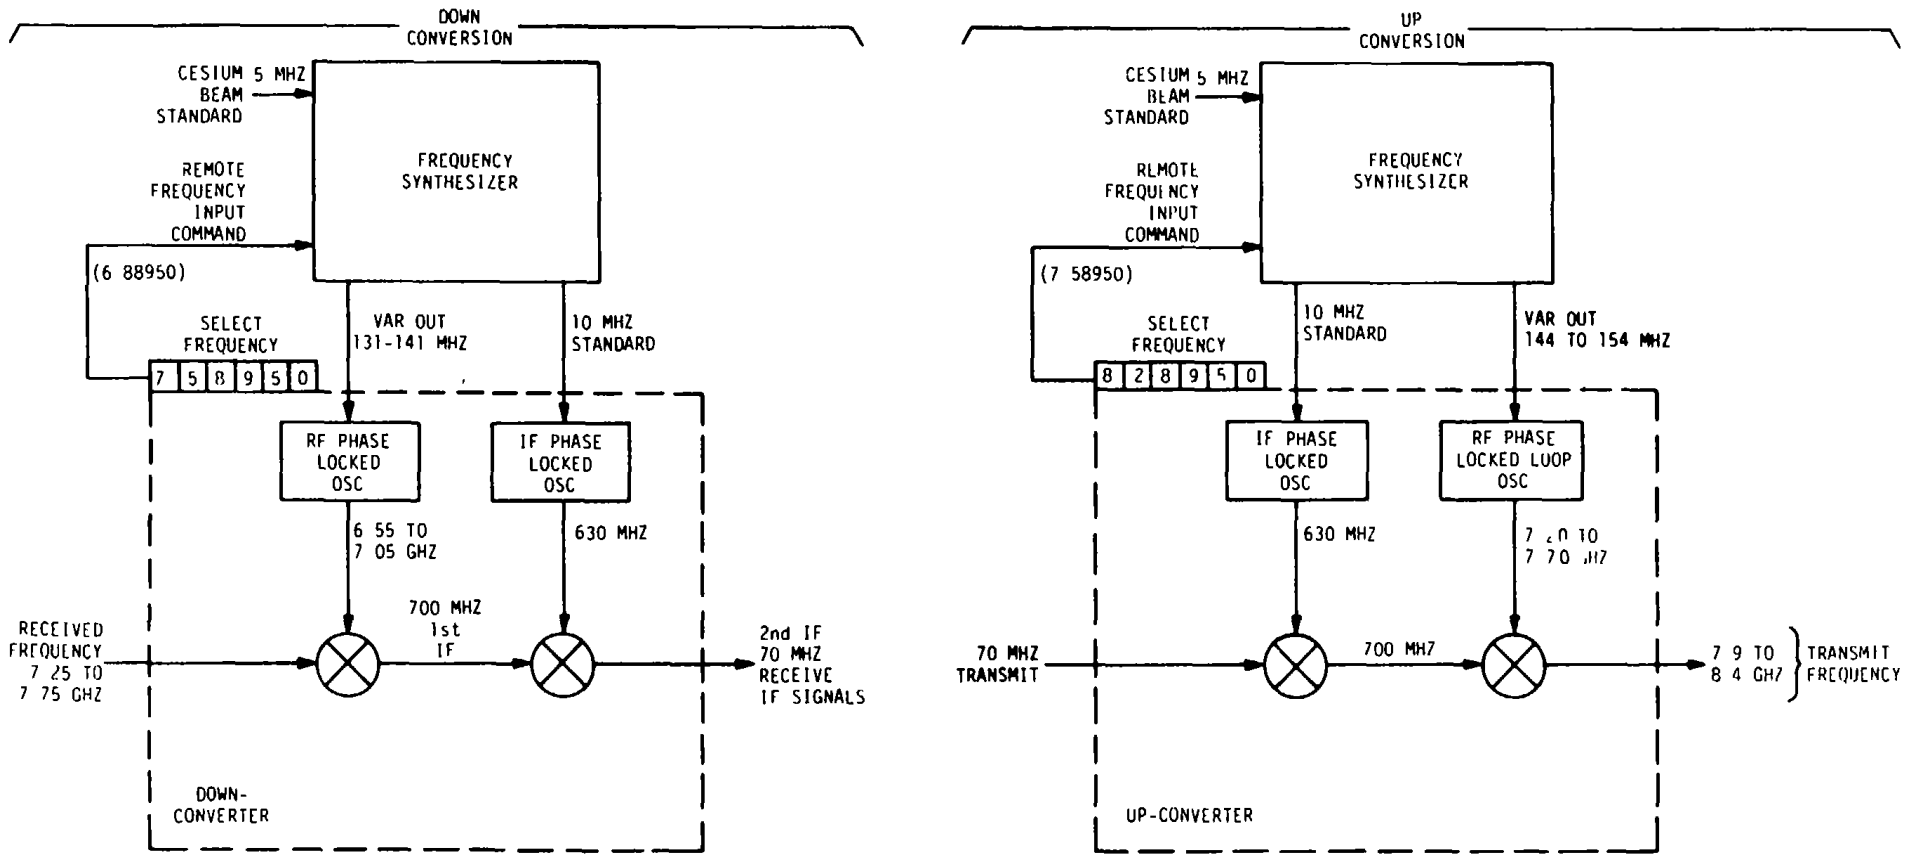 DOWN
CONVERSION
CESIUM 5 MHZ
BEAM
STANDARD
FREQUENCY
SYNTHESIZER
REMOTE
FREQUENCY
INPUT
COMMAND
(6 88950)
SELECT
FREQUENCY
7 5 8 9 5 0
VAR OUT
131-141 MHZ
10 MHZ
STANDARD
RF PHASE
LOCKED
OSC
IF PHASE
LOCKED
OSC
6 55 TO
7 05 GHZ
630 MHZ
RECEIVED
FREQUENCY
7 25 TO
7 75 GHZ
700 MHZ
1st
IF
2nd IF
70 MHZ
RECEIVE
IF SIGNALS
DOWN-
CONVERTER
UP
CONVERSION
CESIUM 5 MHZ
BEAM
STANDARD
FREQUENCY
SYNTHESIZER
REMOTE
FREQUENCY
INPUT
COMMAND
(7 58950)
SELECT
FREQUENCY
8 2 8 9 5 0
10 MHZ
STANDARD
VAR OUT
144 TO 154 MHZ
IF PHASE
LOCKED
OSC
RF PHASE
LOCKED LOOP
OSC
630 MHZ
7 TO
7 70
70 MHZ
TRANSMIT
700 MHZ
7 9 TO
8 4 GHZ
TRANSMIT
FREQUENCY
UP-CONVERTER